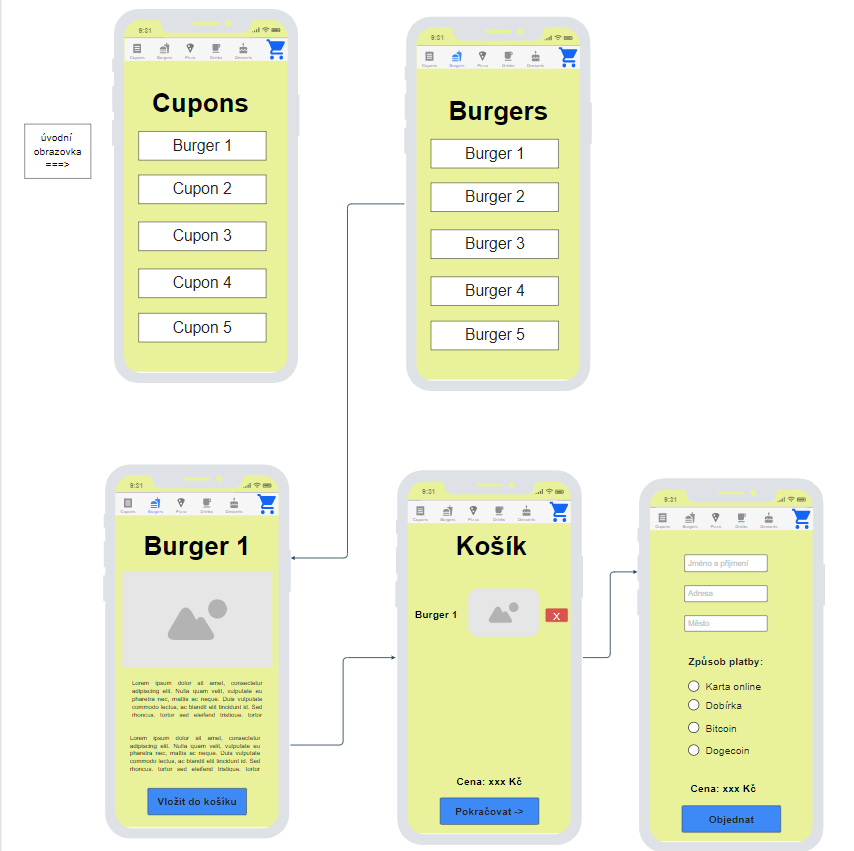 úvodní
obrazovka
===>
9:31
Cupons Burgers Pizza Drinks Desserts
Cupons
Burger 1
Cupon 2
Cupon 3
Cupon 4
Cupon 5
9:31
Cupons Burgers Pizza Drinks Desserts
Burgers
Burger 1
Burger 2
Burger 3
Burger 4
Burger 5
9:31
Cupons Burgers Pizza Drinks Desserts
Burger 1
Lorem ipsum dolor sit amet, consectetur
adipiscing elit. Nulla quam velit, vulputate eu
pharetra nec, mattis ac neque. Duis vulputate
commodo lectus, ac blandit elit tincidunt id. Sed
rhoncus, tortor sed eleifend tristique, tortor
Lorem ipsum dolor sit amet, consectetur
adipiscing elit. Nulla quam velit, vulputate eu
pharetra nec, mattis ac neque. Duis vulputate
commodo lectus, ac blandit elit tincidunt id. Sed
rhoncus, tortor sed eleifend tristique, tortor
Vložit do košíku
9:31
Cupons Burgers Pizza Drinks Desserts
Košík
Burger 1
X
Cena: xxx Kč
Pokračovat ->
9:31
Cupons Burgers Pizza Drinks Desserts
Jméno a příjmení
Adresa
Město
Způsob platby:
Karta online
Dobírka
Bitcoin
Dogecoin
Cena: xxx Kč
Objednat